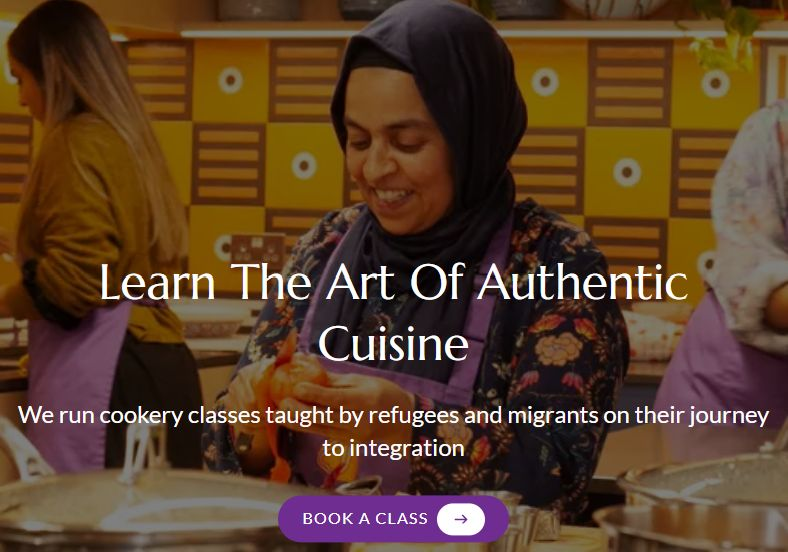 Learn The Art Of Authentic
Cuisine
We run cookery classes taught by refugees and migrants on their journey
to integration
BOOK A CLASS →